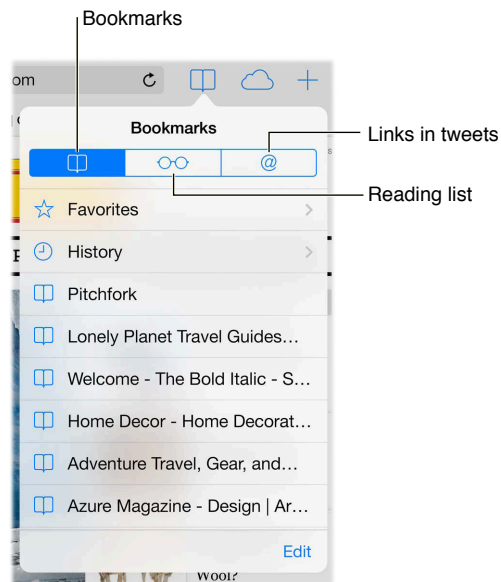 Bookmarks
om
Bookmarks
@
Links in tweets
Reading list
Favorites
History
Pitchfork
Lonely Planet Travel Guides...
Welcome - The Bold Italic - S...
Home Decor - Home Decorat...
Adventure Travel, Gear, and...
Azure Magazine - Design | Ar...
Edit
Wool?